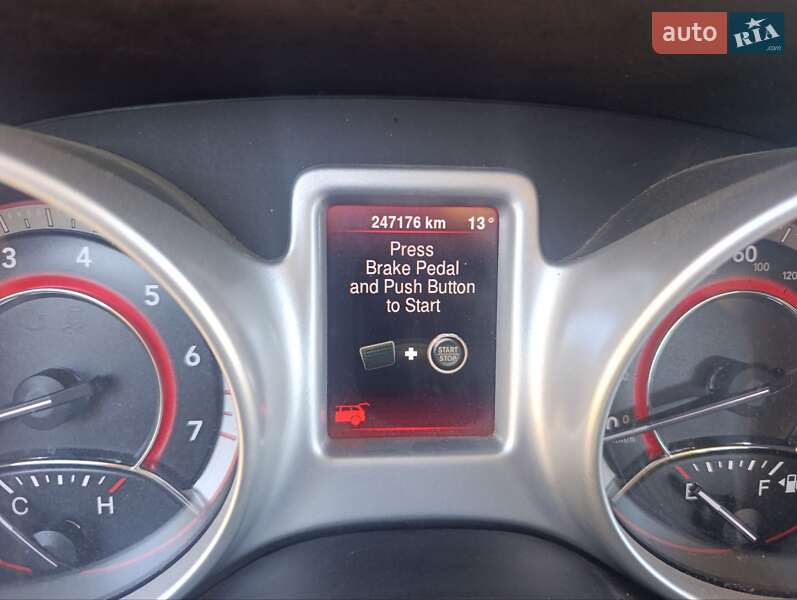 auto RIA
.com
247176 km 13°
Press
Brake Pedal
and Push Button
to Start
START
STOP
3 4 5 6 7
C H
60
100
120
0
E F